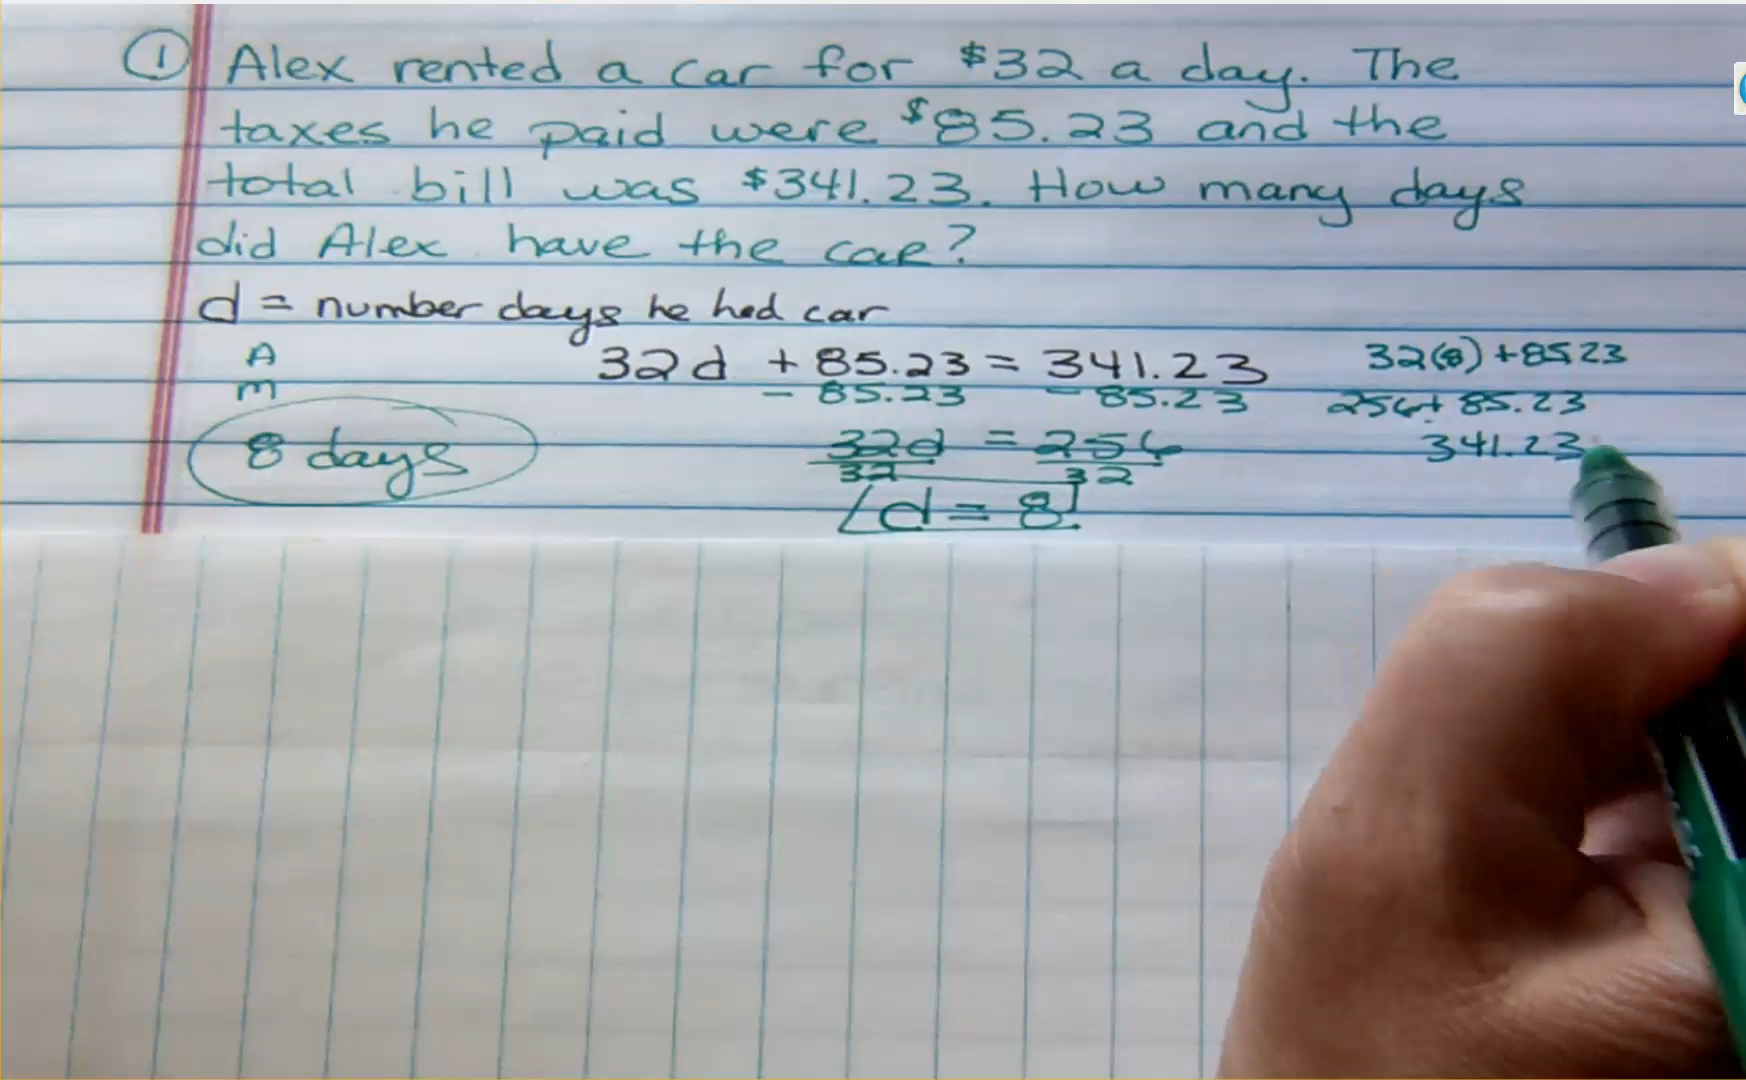 ① Alex rented a car for $32 a day. The
taxes he paid were $85.23 and the
total bill was $341.23. How many days
did Alex have the car?
d = number days he had car
A
M
8 days
32d + 85.23 = 341.23
- 85.23 - 85.23
32d = 256
32 32
d = 8
32(8) + 85.23
256 + 85.23
341.23